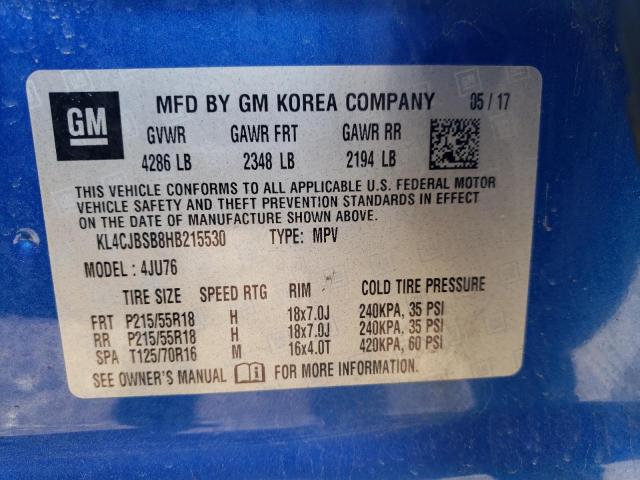 GM MFD BY GM KOREA COMPANY 05 / 17
GVWR GAWR FRT GAWR RR
4286 LB 2348 LB 2194 LB
THIS VEHICLE CONFORMS TO ALL APPLICABLE U.S. FEDERAL MOTOR
VEHICLE SAFETY AND THEFT PREVENTION STANDARDS IN EFFECT
ON THE DATE OF MANUFACTURE SHOWN ABOVE.
KL4CJBSB8HB215530 TYPE: MPV
MODEL : 4JU76
TIRE SIZE SPEED RTG RIM COLD TIRE PRESSURE
FRT P215/55R18 H 18x7.0J 240KPA, 35 PSI
RR P215/55R18 H 18x7.0J 240KPA, 35 PSI
SPA T125/70R16 M 16x4.0T 420KPA, 60 PSI
SEE OWNER'S MANUAL FOR MORE INFORMATION.